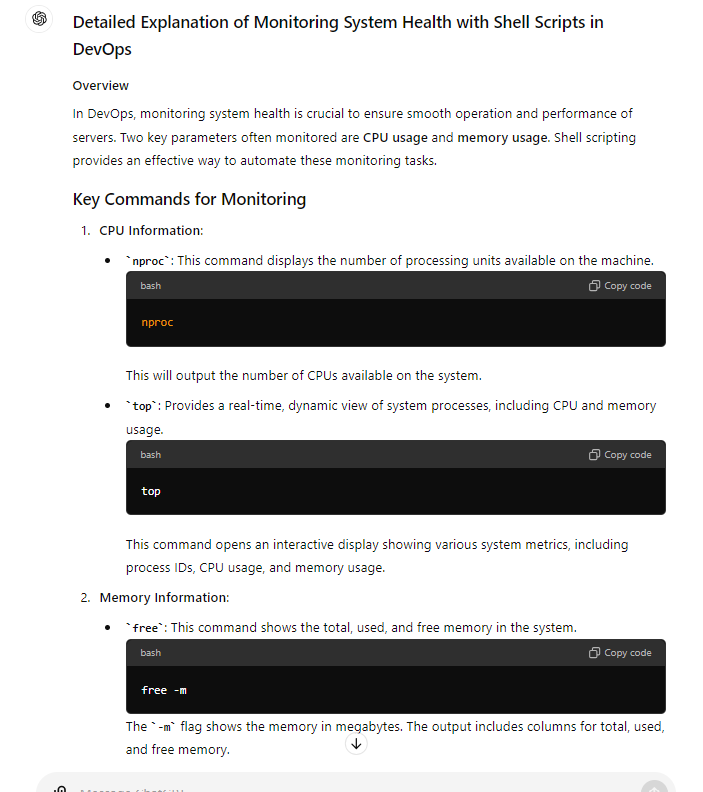 Detailed Explanation of Monitoring System Health with Shell Scripts in
DevOps
Overview
In DevOps, monitoring system health is crucial to ensure smooth operation and performance of
servers. Two key parameters often monitored are CPU usage and memory usage. Shell scripting
provides an effective way to automate these monitoring tasks.
Key Commands for Monitoring
1. CPU Information:
• `nproc`: This command displays the number of processing units available on the machine.
bash Copy code
nproc
This will output the number of CPUs available on the system.
• `top`: Provides a real-time, dynamic view of system processes, including CPU and memory
usage.
bash Copy code
top
This command opens an interactive display showing various system metrics, including
process IDs, CPU usage, and memory usage.
2. Memory Information:
• `free`: This command shows the total, used, and free memory in the system.
bash Copy code
free -m
The `-m` flag shows the memory in megabytes. The output includes columns for total, used,
and free memory.